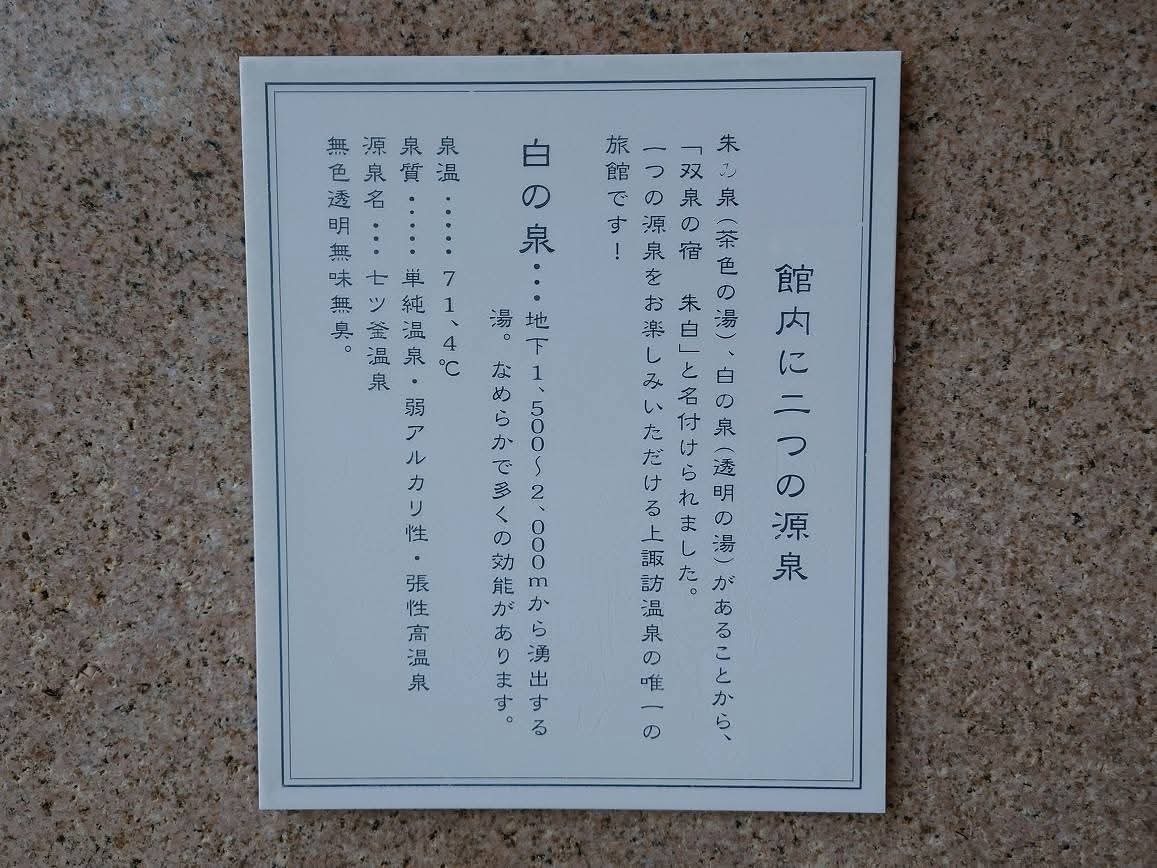 館内に二つの源泉
朱の泉(茶色の湯)、白の泉(透明の湯)があることから、
「双泉の宿　朱白」と名付けられました。
一つの源泉をお楽しみいただける上諏訪温泉の唯一の
旅館です!
白の泉…地下1、500~2、000mから湧出する
湯。なめらかで多くの効能があります。
泉温……71、4℃
泉質……単純温泉・弱アルカリ性・張性高温泉
源泉名…七ツ釜温泉
無色透明無味無臭。